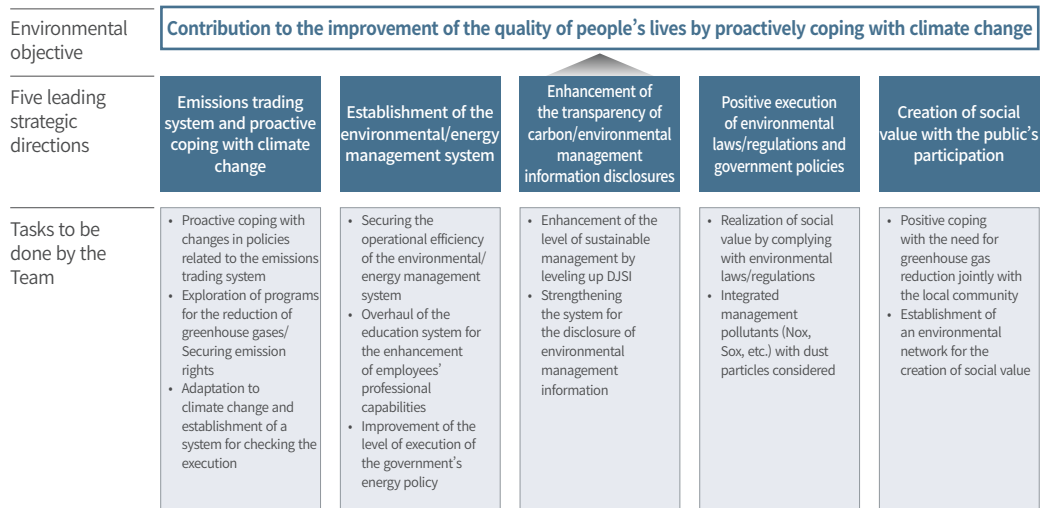 Environmental
objective
Contribution to the improvement of the quality of people's lives by proactively coping with climate change
Five leading
strategic
directions
Emissions trading
system and proactive
coping with climate
change
Establishment of the
environmental/energy
management system
Enhancement of
the transparency of
carbon/environmental
management
information disclosures
Positive execution
of environmental
laws/regulations and
government policies
Creation of social
value with the public's
participation
Tasks to be
done by the
Team
• Proactive coping with
changes in policies
related to the emissions
trading system
• Exploration of programs
for the reduction of
greenhouse gases/
Securing emission
rights
• Adaptation to
climate change and
establishment of a
system for checking the
execution
• Securing the
operational efficiency
of the environmental/
energy management
system
• Overhaul of the
education system for
the enhancement
of employees'
professional
capabilities
• Improvement of the
level of execution of
the government's
energy policy
• Enhancement of the
level of sustainable
management by
leveling up DJSI
• Strengthening
the system for
the disclosure of
environmental
management
information
• Realization of social
value by complying
with environmental
laws/regulations
• Integrated
management
pollutants (Nox,
Sox, etc.) with dust
particles considered
• Positive coping
with the need for
greenhouse gas
reduction jointly with
the local community
• Establishment of
an environmental
network for the
creation of social value